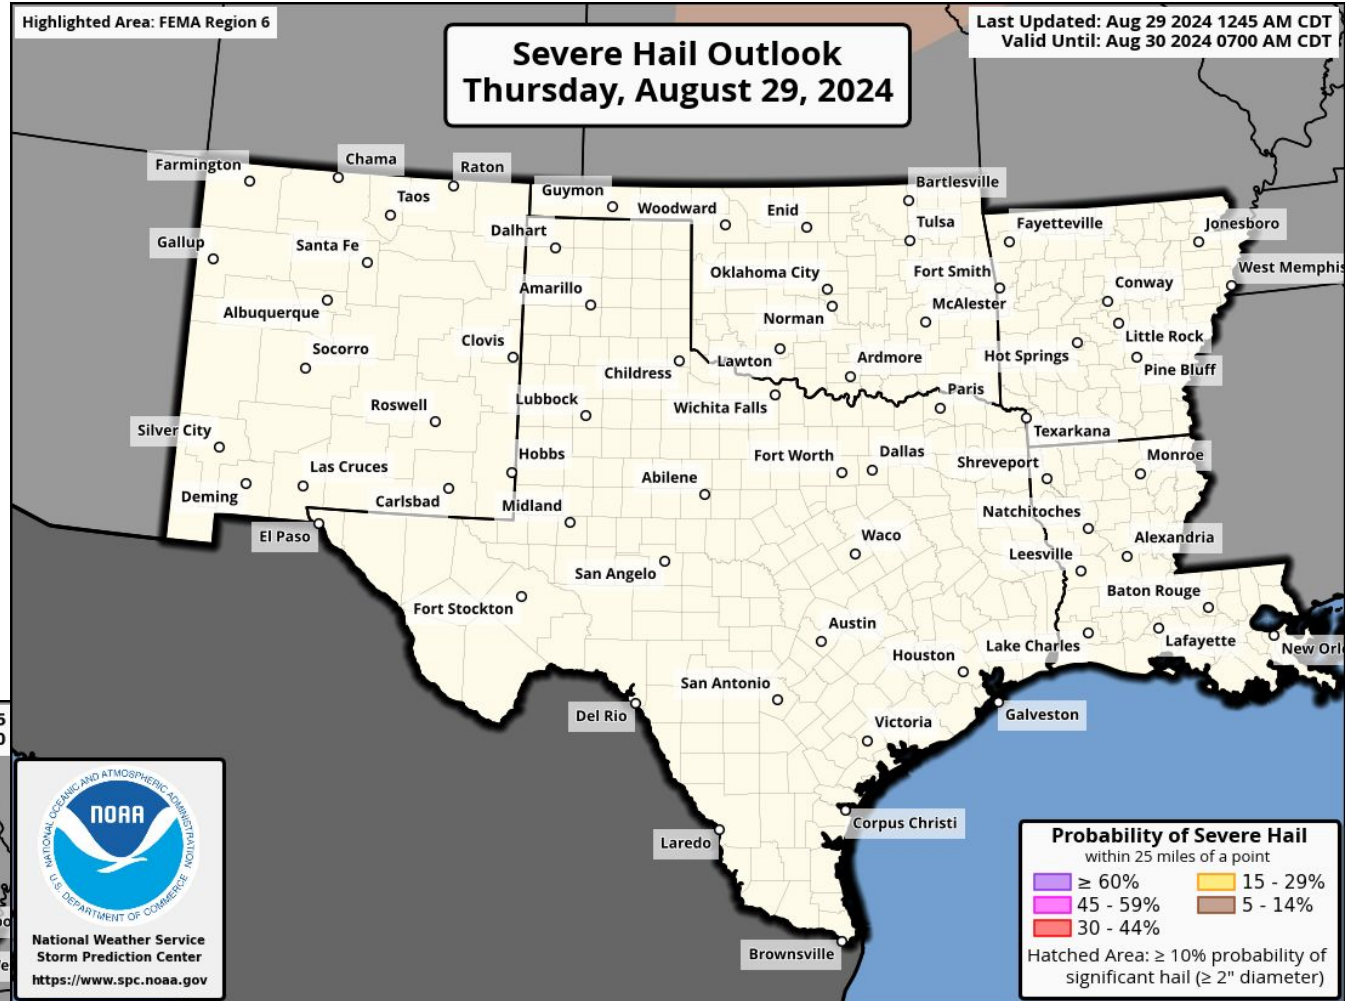 Highlighted Area: FEMA Region 6
Severe Hail Outlook
Thursday, August 29, 2024
Last Updated: Aug 29 2024 1245 AM CDT
Valid Until: Aug 30 2024 0700 AM CDT
Farmington
Chama
Raton
Taos
Guymon
Woodward
Enid
Bartlesville
Tulsa
Fayetteville
Jonesboro
Gallup
Santa Fe
Dalhart
Oklahoma City
Fort Smith
West Memphis
Albuquerque
Amarillo
Norman
McAlester
Conway
Little Rock
Socorro
Clovis
Childress
Lawton
Ardmore
Hot Springs
Pine Bluff
Roswell
Lubbock
Wichita Falls
Paris
Texarkana
Silver City
Las Cruces
Hobbs
Abilene
Fort Worth
Dallas
Shreveport
Monroe
Deming
Carlsbad
Midland
Natchitoches
El Paso
San Angelo
Waco
Leesville
Alexandria
Fort Stockton
Baton Rouge
Austin
Lake Charles
Lafayette
New Orl
Houston
San Antonio
Del Rio
Victoria
Galveston
Laredo
Corpus Christi
Brownsville
NATIONAL OCEANIC AND ATMOSPHERIC ADMINISTRATION
NOAA
U.S. DEPARTMENT OF COMMERCE
National Weather Service
Storm Prediction Center
https://www.spc.noaa.gov
Probability of Severe Hail
within 25 miles of a point
≥ 60%
15 - 29%
45 - 59%
5 - 14%
30 - 44%
Hatched Area: ≥ 10% probability of
significant hail (≥ 2" diameter)